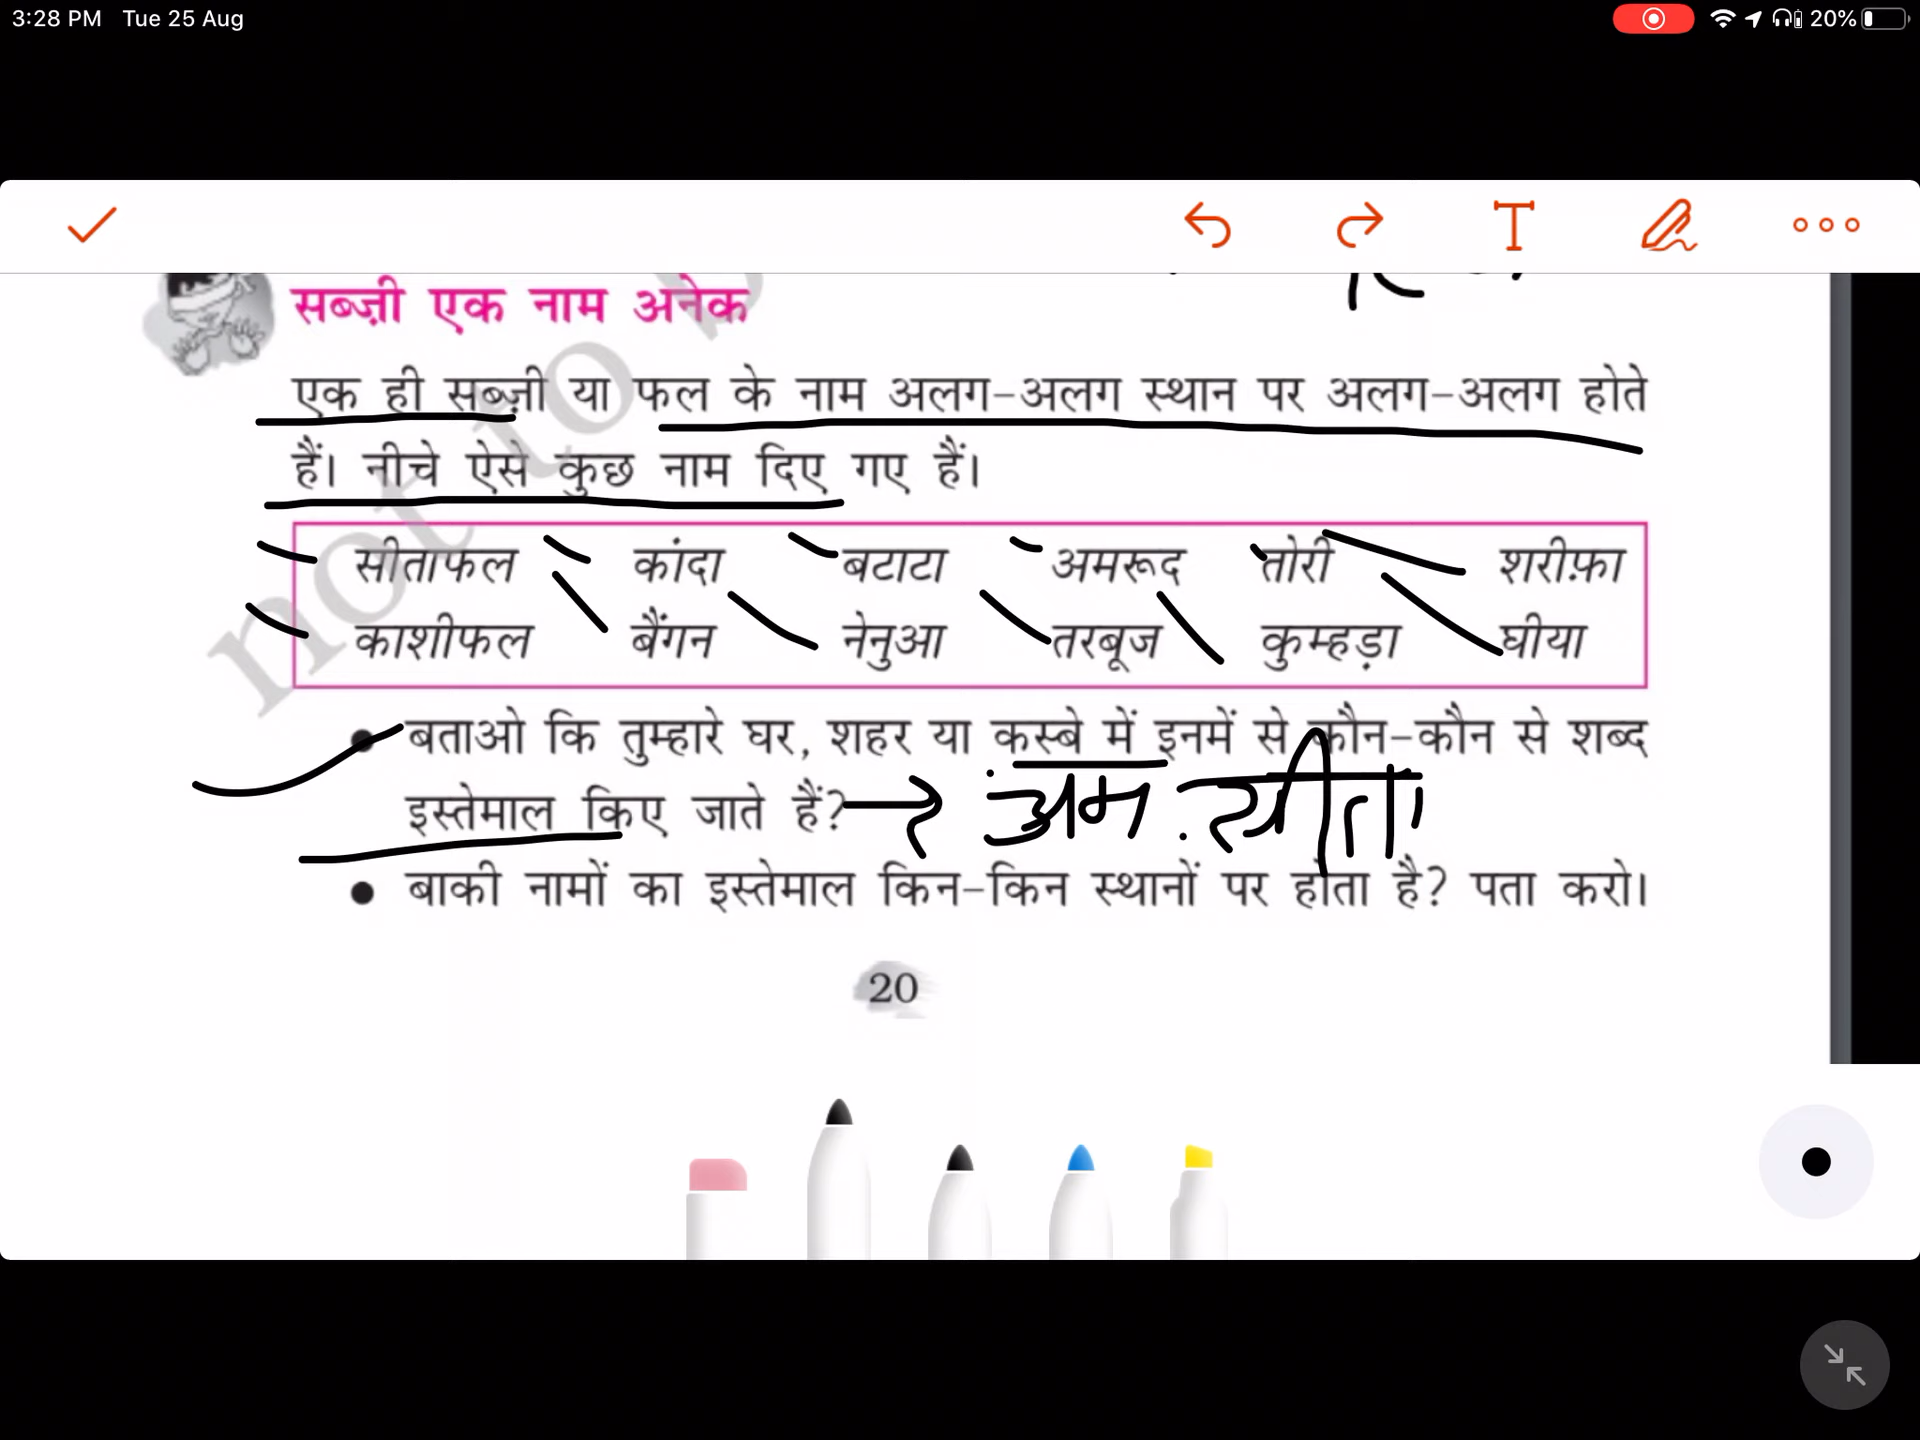 3:28 PM Tue 25 Aug
20%
सब्ज़ी एक नाम अनेक
एक ही सब्ज़ी या फल के नाम अलग-अलग स्थान पर अलग-अलग होते
हैं। नीचे ऐसे कुछ नाम दिए गए हैं।
सीताफल कांदा बटाटा अमरूद तोरी शरीफ़ा
काशीफल बैंगन नेनुआ तरबूज कुम्हड़ा घीया
• बताओ कि तुम्हारे घर, शहर या कस्बे में इनमें से कौन-कौन से शब्द
इस्तेमाल किए जाते हैं?
• बाकी नामों का इस्तेमाल किन-किन स्थानों पर होता है? पता करो।
20
not to b